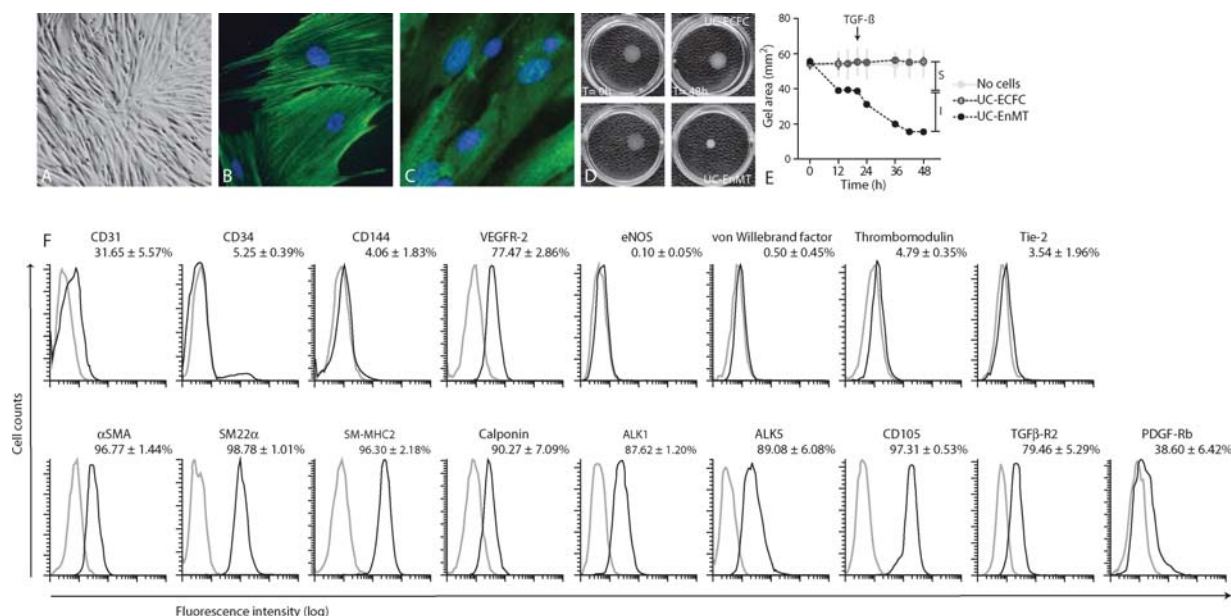 A
B
C
D
UC-ECFC
T= 0h
T= 48h
UC-EnMT
E
TGF-ß
Gel area (mm²)
80
60
40
20
0
0 12 24 36 48
Time (h)
S
I
No cells
UC-ECFC
UC-EnMT
F
CD31
31.65 ± 5.57%
CD34
5.25 ± 0.39%
CD144
4.06 ± 1.83%
VEGFR-2
77.47 ± 2.86%
eNOS
0.10 ± 0.05%
von Willebrand factor
0.50 ± 0.45%
Thrombomodulin
4.79 ± 0.35%
Tie-2
3.54 ± 1.96%
Cell counts
αSMA
96.77 ± 1.44%
SM22α
98.78 ± 1.01%
SM-MHC2
96.30 ± 2.18%
Calponin
90.27 ± 7.09%
ALK1
87.62 ± 1.20%
ALK5
89.08 ± 6.08%
CD105
97.31 ± 0.53%
TGFβ-R2
79.46 ± 5.29%
PDGF-Rb
38.60 ± 6.42%
Fluorescence intensity (log)